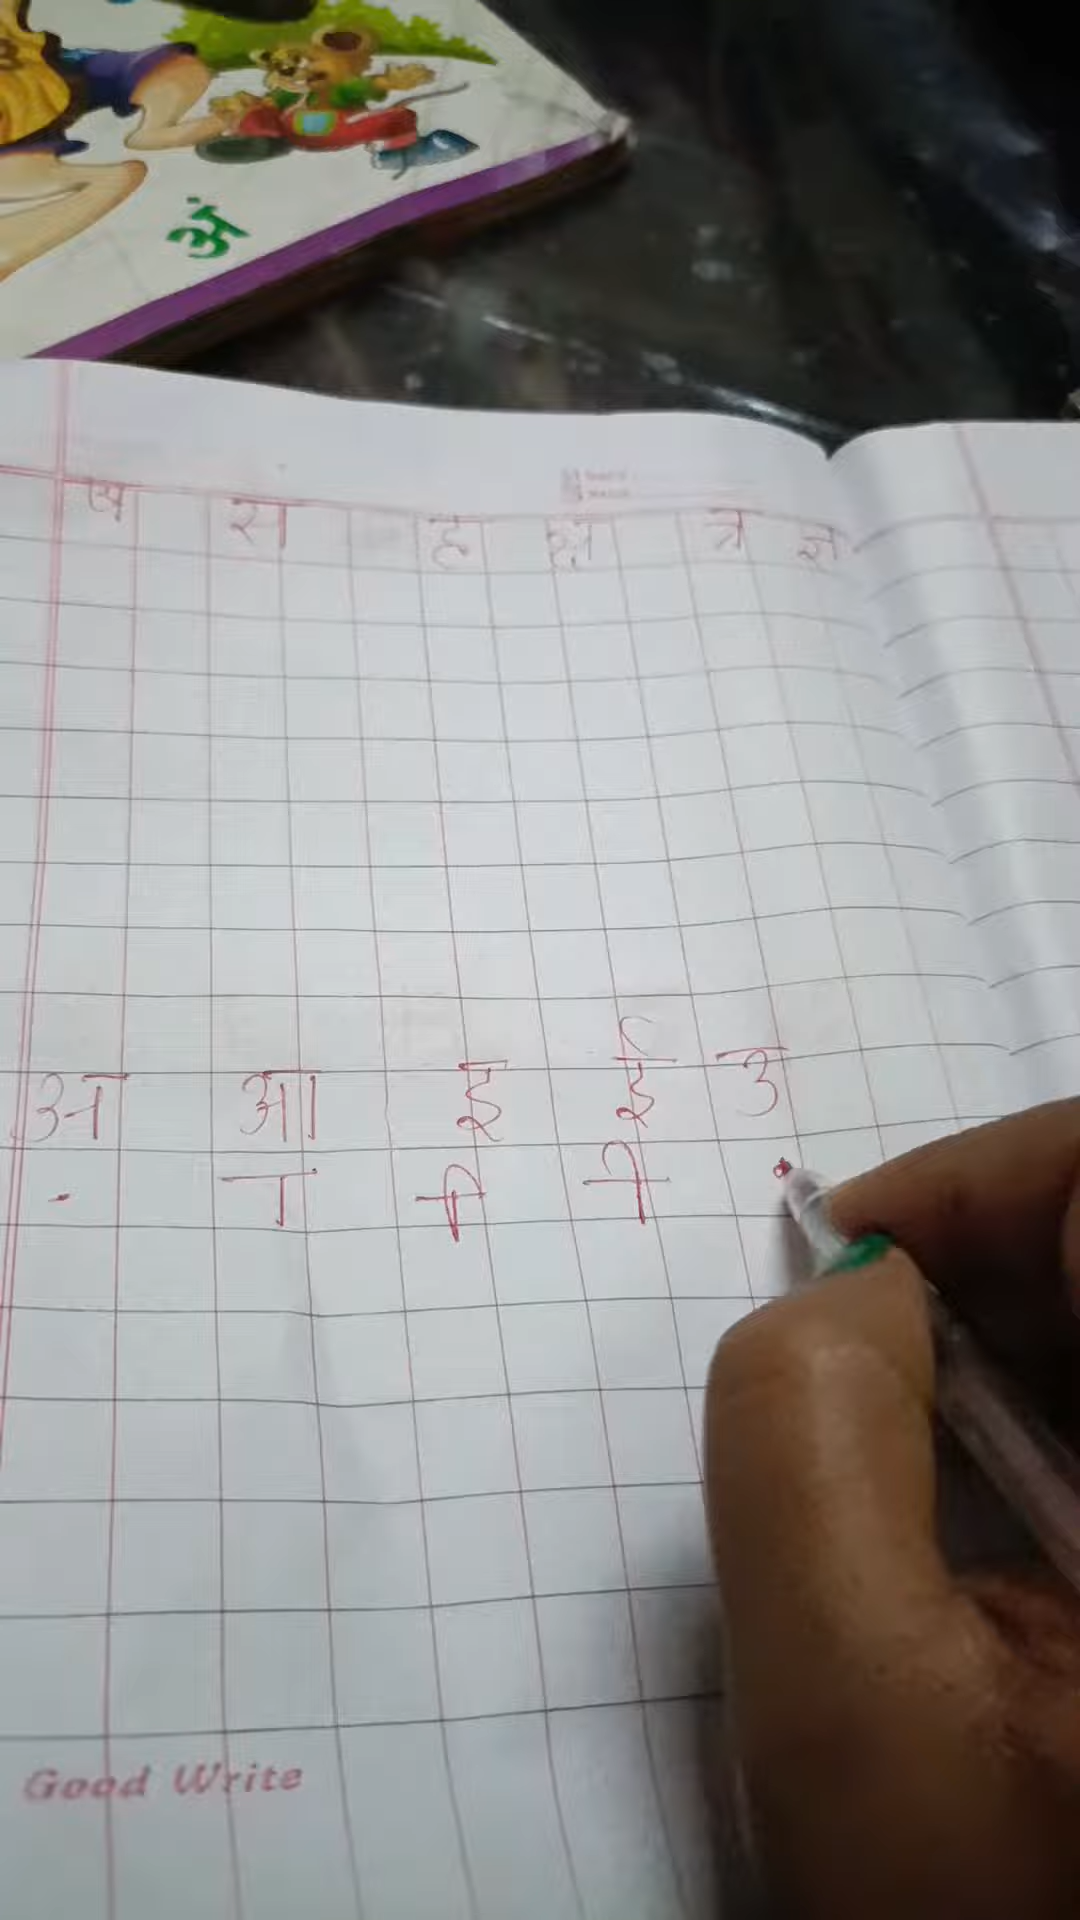 अं
ष स ह क्ष त्र ज्ञ
अ आ इ ई उ
. ा ि ी
Good Write